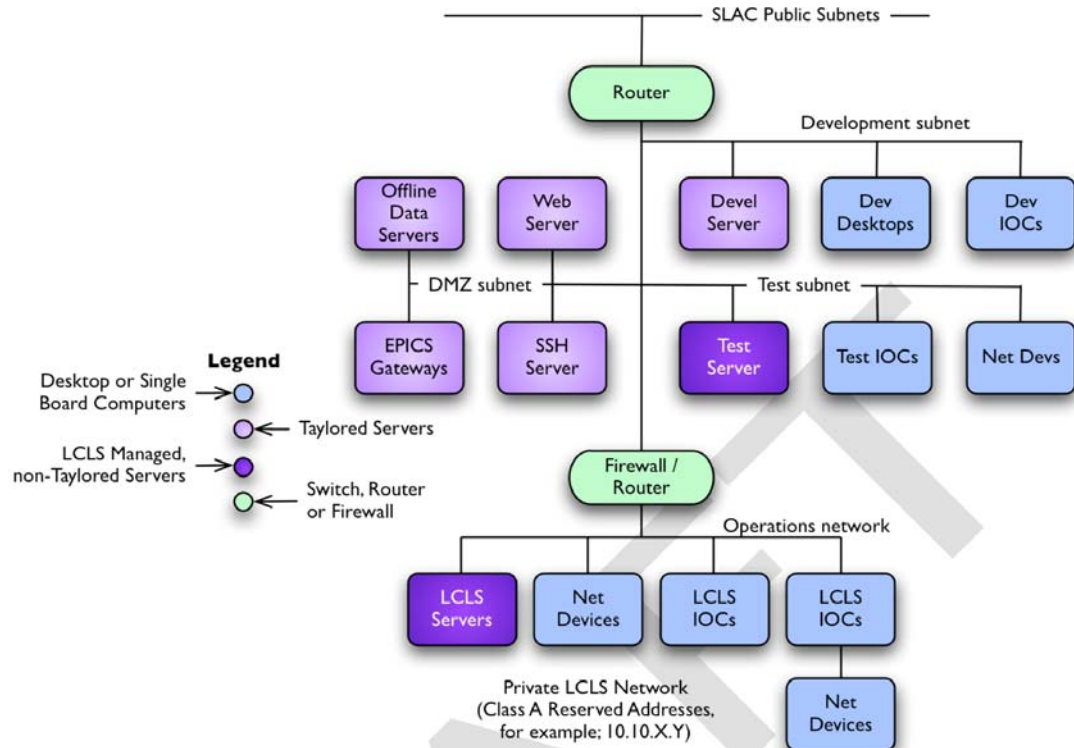 SLAC Public Subnets
Router
Development subnet
Offline
Data
Servers
Web
Server
Devel
Server
Dev
Desktops
Dev
IOCs
DMZ subnet
Test subnet
EPICS
Gateways
SSH
Server
Test
Server
Test IOCs
Net Devs
Legend
Desktop or Single
Board Computers
Taylored Servers
LCLS Managed,
non-Taylored Servers
Switch, Router
or Firewall
Firewall /
Router
Operations network
LCLS
Servers
Net
Devices
LCLS
IOCs
LCLS
IOCs
Net
Devices
Private LCLS Network
(Class A Reserved Addresses,
for example; 10.10.X.Y)